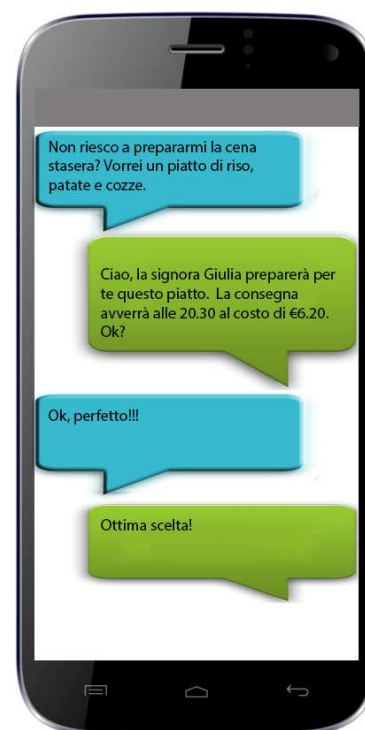 Non riesco a prepararmi la cena
stasera? Vorrei un piatto di riso,
patate e cozze.
Ciao, la signora Giulia preparerà per
te questo piatto.  La consegna
avverrà alle 20.30 al costo di €6.20.
Ok?
Ok, perfetto!!!
Ottima scelta!